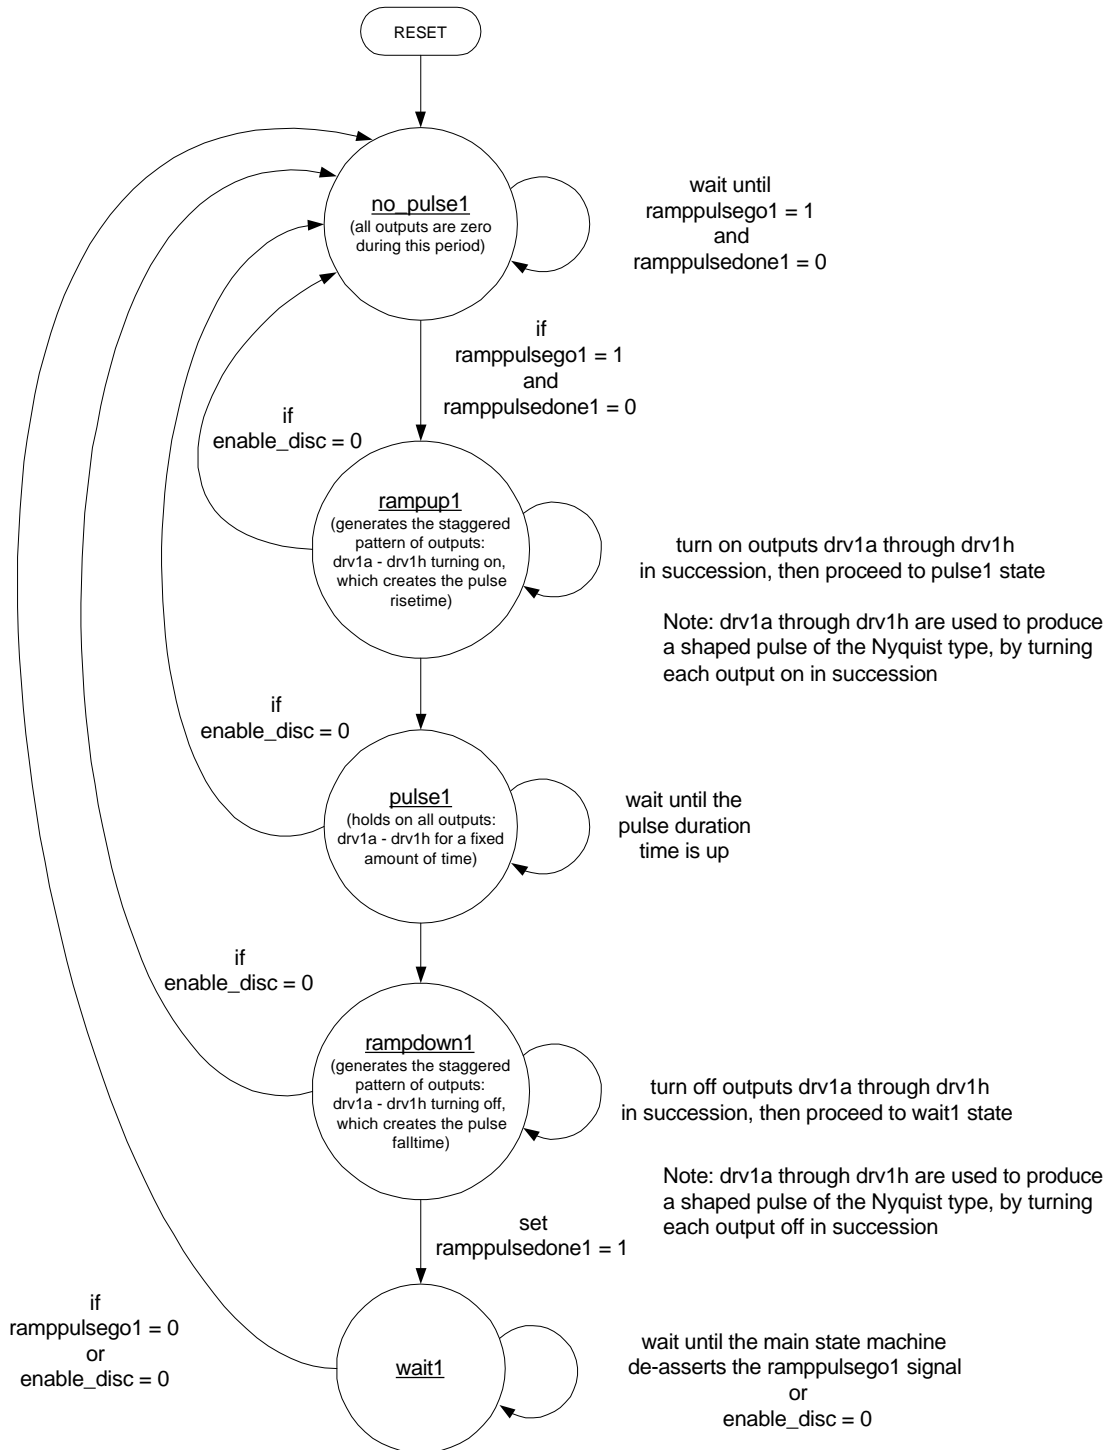 RESET
no_pulse1
(all outputs are zero
during this period)
wait until
ramppulsego1 = 1
and
ramppulsedone1 = 0
if
ramppulsego1 = 1
and
ramppulsedone1 = 0
if
enable_disc = 0
rampup1
(generates the staggered
pattern of outputs:
drv1a - drv1h turning on,
which creates the pulse
risetime)
turn on outputs drv1a through drv1h
in succession, then proceed to pulse1 state
Note: drv1a through drv1h are used to produce
a shaped pulse of the Nyquist type, by turning
each output on in succession
if
enable_disc = 0
pulse1
(holds on all outputs:
drv1a - drv1h for a fixed
amount of time)
wait until the
pulse duration
time is up
if
enable_disc = 0
rampdown1
(generates the staggered
pattern of outputs:
drv1a - drv1h turning off,
which creates the pulse
falltime)
turn off outputs drv1a through drv1h
in succession, then proceed to wait1 state
Note: drv1a through drv1h are used to produce
a shaped pulse of the Nyquist type, by turning
each output off in succession
set
ramppulsedone1 = 1
if
ramppulsego1 = 0
or
enable_disc = 0
wait1
wait until the main state machine
de-asserts the ramppulsego1 signal
or
enable_disc = 0